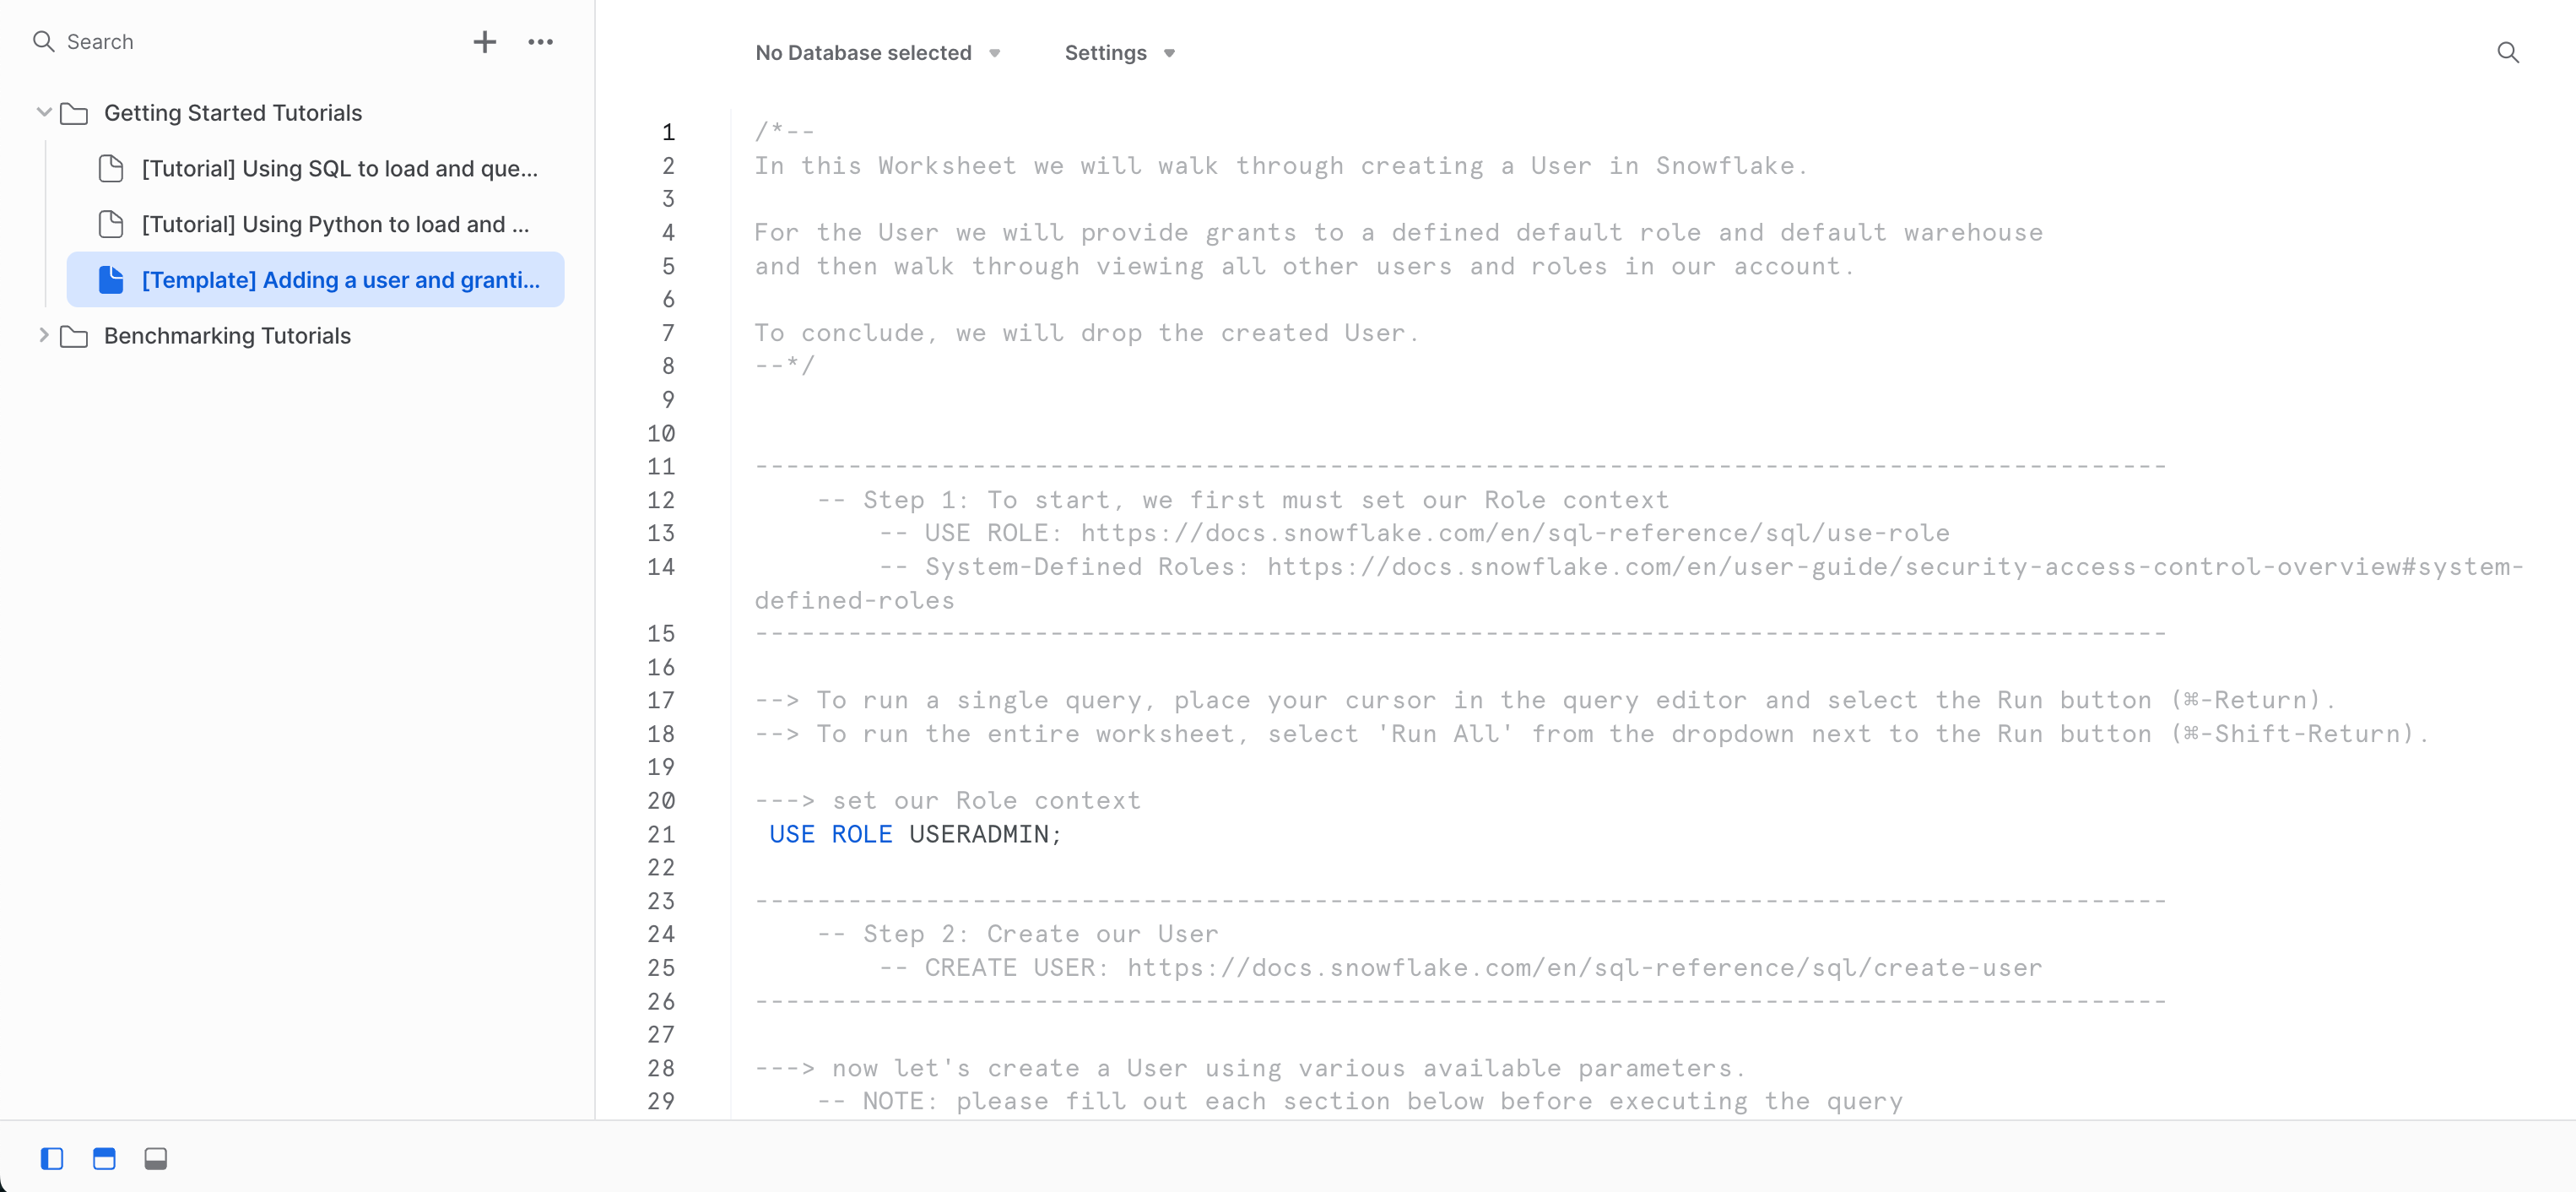 Search
Getting Started Tutorials
[Tutorial] Using SQL to load and que...
[Tutorial] Using Python to load and ...
[Template] Adding a user and granti...
Benchmarking Tutorials
No Database selected
Settings
1 /*--
2 In this Worksheet we will walk through creating a User in Snowflake.
3
4 For the User we will provide grants to a defined default role and default warehouse
5 and then walk through viewing all other users and roles in our account.
6
7 To conclude, we will drop the created User.
8 --*/
9
10
11 -------------------------------------------------------------------------------------------
12     -- Step 1: To start, we first must set our Role context
13         -- USE ROLE: https://docs.snowflake.com/en/sql-reference/sql/use-role
14         -- System-Defined Roles: https://docs.snowflake.com/en/user-guide/security-access-control-overview#system-
defined-roles
15 -------------------------------------------------------------------------------------------
16
17 --> To run a single query, place your cursor in the query editor and select the Run button (⌘-Return).
18 --> To run the entire worksheet, select 'Run All' from the dropdown next to the Run button (⌘-Shift-Return).
19
20 ---> set our Role context
21  USE ROLE USERADMIN;
22
23 -------------------------------------------------------------------------------------------
24     -- Step 2: Create our User
25         -- CREATE USER: https://docs.snowflake.com/en/sql-reference/sql/create-user
26 -------------------------------------------------------------------------------------------
27
28 ---> now let's create a User using various available parameters.
29     -- NOTE: please fill out each section below before executing the query